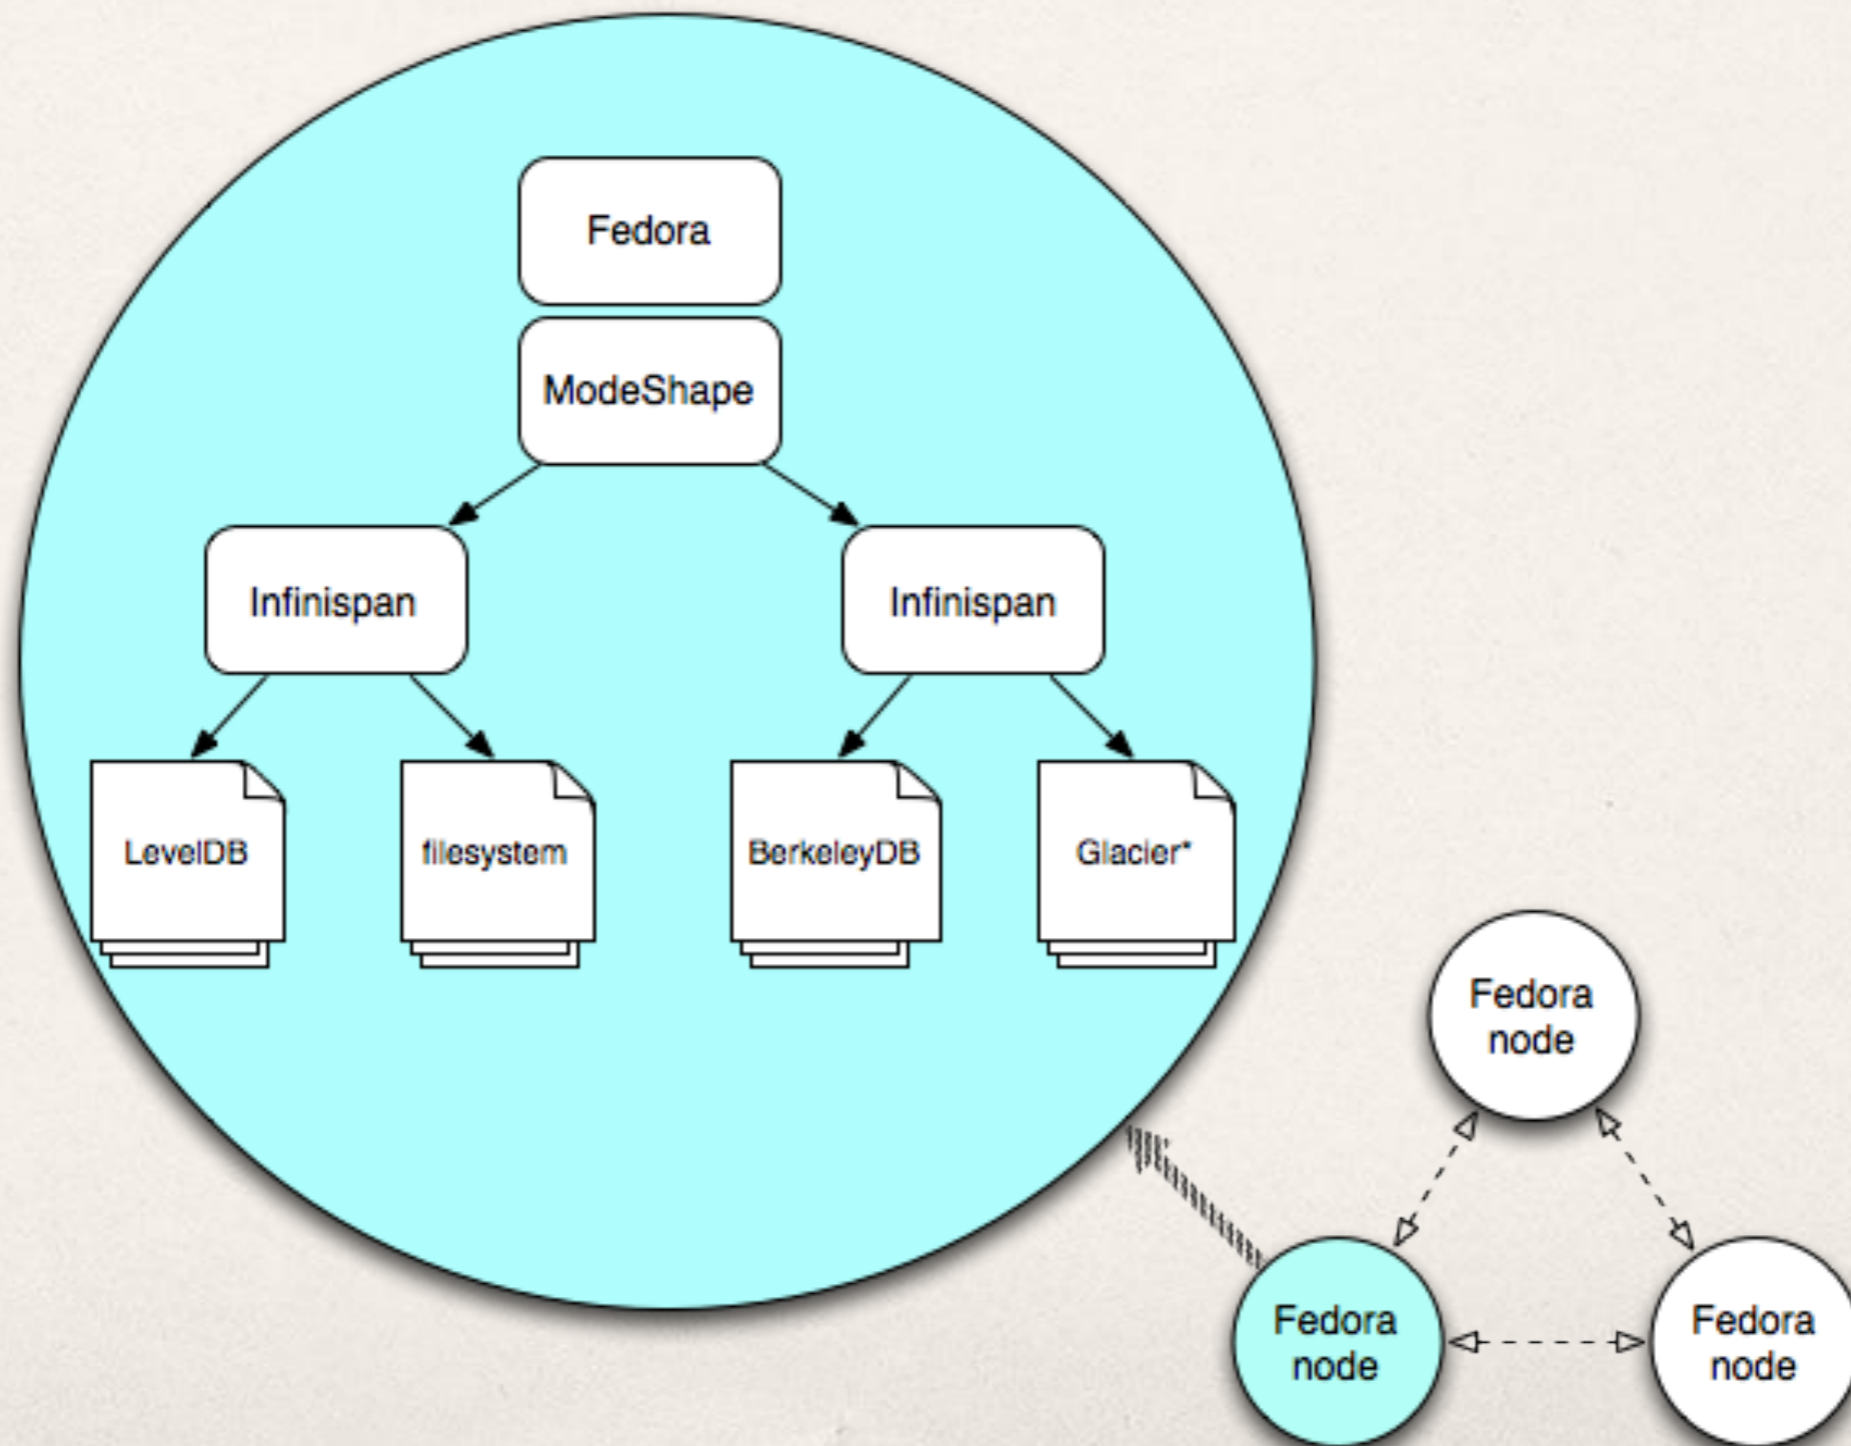 Fedora
ModeShape
Infinispan
Infinispan
LevelDB
filesystem
BerkeleyDB
Glacier*
Fedora
node
Fedora
node
Fedora
node